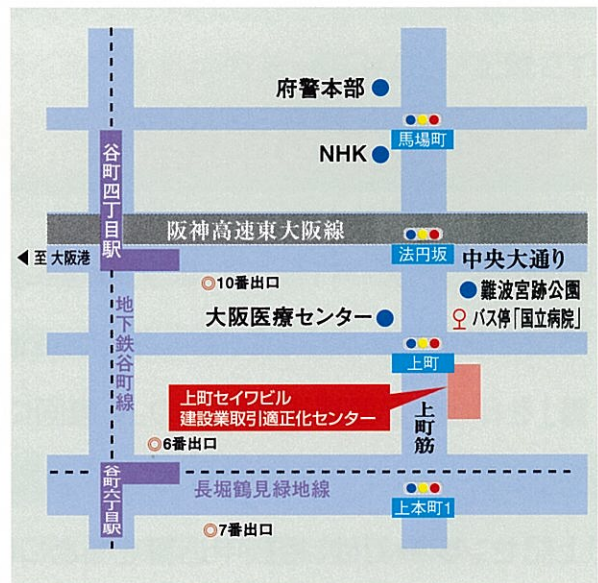 府警本部
馬場町
NHK
谷町四丁目駅
阪神高速東大阪線
法円坂
中央大通り
至 大阪港
10番出口
難波宮跡公園
大阪医療センター
バス停「国立病院」
地下鉄谷町線
上町
上町セイワビル
建設業取引適正化センター
上町筋
6番出口
谷町六丁目駅
長堀鶴見緑地線
上本町1
7番出口